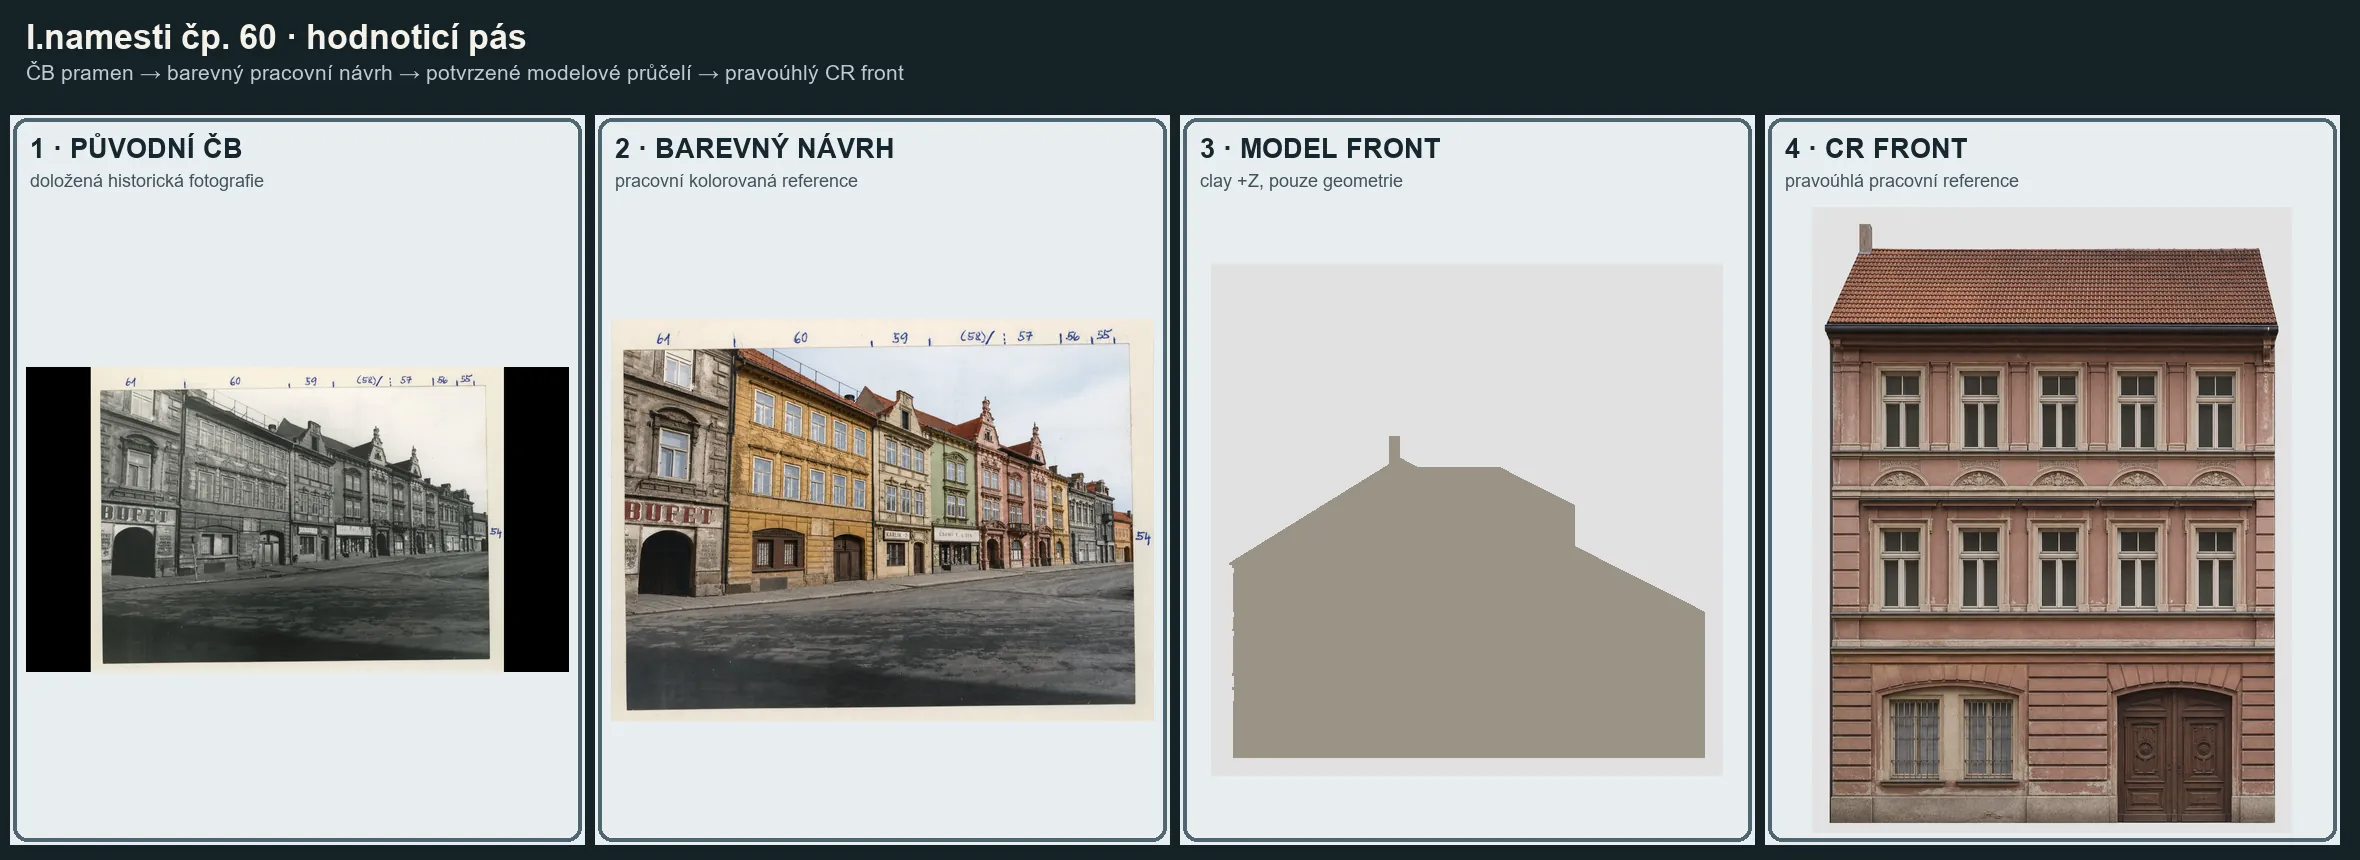 I.namesti čp. 60 · hodnoticí pás
ČB pramen → barevný pracovní návrh → potvrzené modelové průčelí → pravoúhlý CR front
1 · PŮVODNÍ ČB
doložená historická fotografie
61 60 59 (58)/ 57 56 55
BUFET
54
2 · BAREVNÝ NÁVRH
pracovní kolorovaná reference
61 60 59 (58)/ 57 56 55
BUFET
54
3 · MODEL FRONT
clay +Z, pouze geometrie
4 · CR FRONT
pravoúhlá pracovní reference